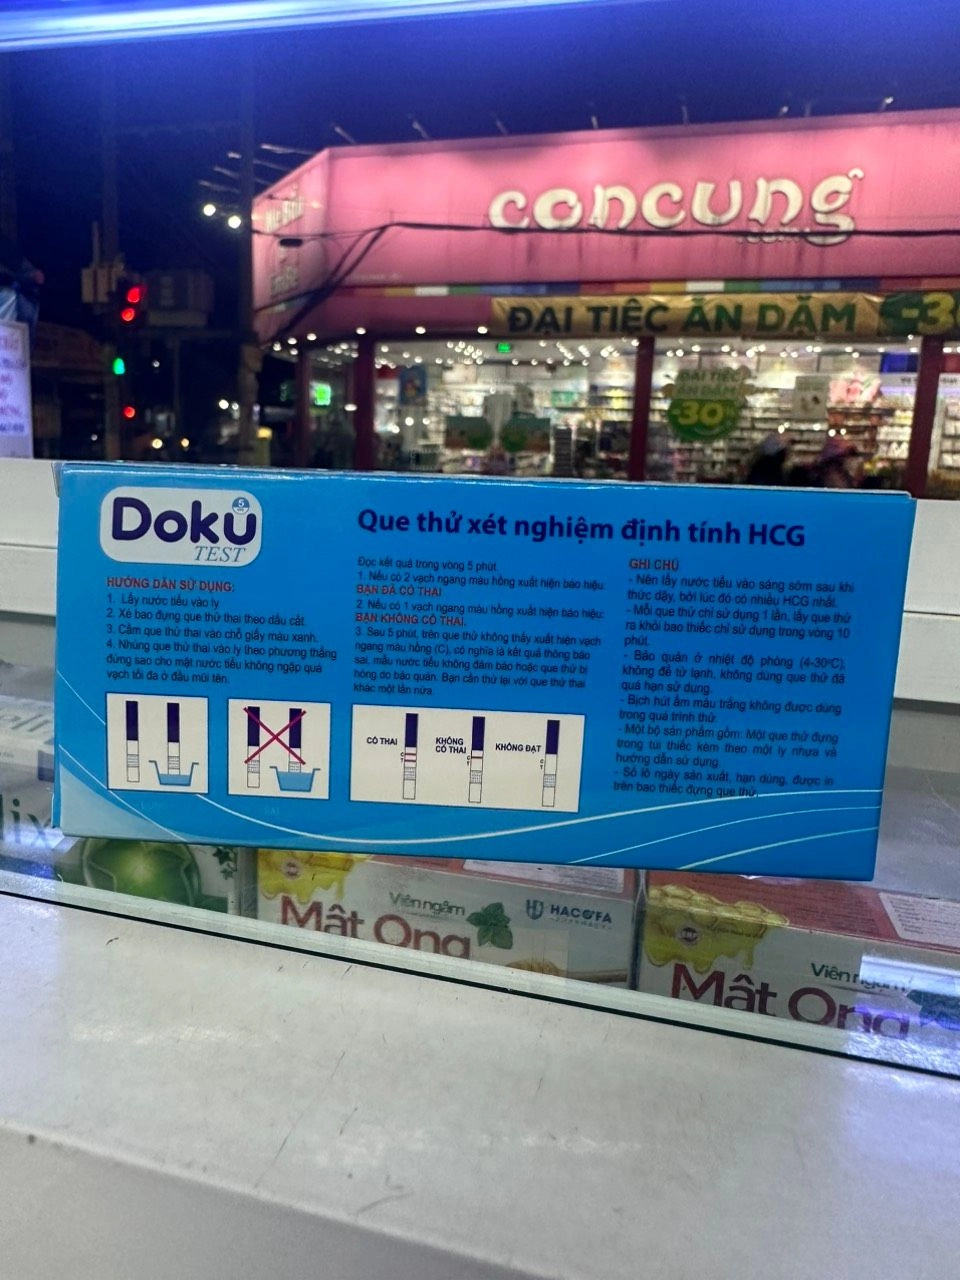 concung
.com
ĐẠI TIỆC ĂN DẶM
ĐẠI TIỆC
ĂN DẶM
-30%
Doku
5
TEST
Que thử xét nghiệm định tính HCG
HƯỚNG DẪN SỬ DỤNG:
1. Lấy nước tiểu vào ly
2. Xé bao đựng que thử thai theo dấu cắt.
3. Cầm que thử thai vào chỗ giấy màu xanh.
4. Nhúng que thử thai vào ly theo phương thẳng
đứng sao cho mặt nước tiểu không ngập quá
vạch tối đa ở đầu mũi tên.
Đọc kết quả trong vòng 5 phút.
1. Nếu có 2 vạch ngang màu hồng xuất hiện báo hiệu:
BẠN ĐÃ CÓ THAI
2. Nếu có 1 vạch ngang màu hồng xuất hiện báo hiệu:
BẠN KHÔNG CÓ THAI.
3. Sau 5 phút, trên que thử không thấy xuất hiện vạch
ngang màu hồng (C), có nghĩa là kết quả thông báo
sai, mẫu nước tiểu không đảm bảo hoặc que thử bị
hỏng do bảo quản. Bạn cần thử lại với que thử thai
khác một lần nữa.
CÓ THAI
C
T
KHÔNG
CÓ THAI
C
T
KHÔNG ĐẠT
C
T
GHI CHÚ
- Nên lấy nước tiểu vào sáng sớm sau khi
thức dậy, bởi lúc đó có nhiều HCG nhất.
- Mỗi que thử chỉ sử dụng 1 lần, lấy que thử
ra khỏi bao thiếc chỉ sử dụng trong vòng 10
phút.
- Bảo quản ở nhiệt độ phòng (4-30ºC),
không để tủ lạnh, không dùng que thử đã
quá hạn sử dụng.
- Bịch hút ẩm màu trắng không được dùng
trong quá trình thử.
- Một bộ sản phẩm gồm: Một que thử đựng
trong túi thiếc kèm theo một ly nhựa và
hướng dẫn sử dụng.
- Số lô ngày sản xuất, hạn dùng, được in
trên bao thiếc đựng que thử.
Viên ngậm
Mật Ong
HACOFA
PHARMACY
Viên ngậm
Mật Ong